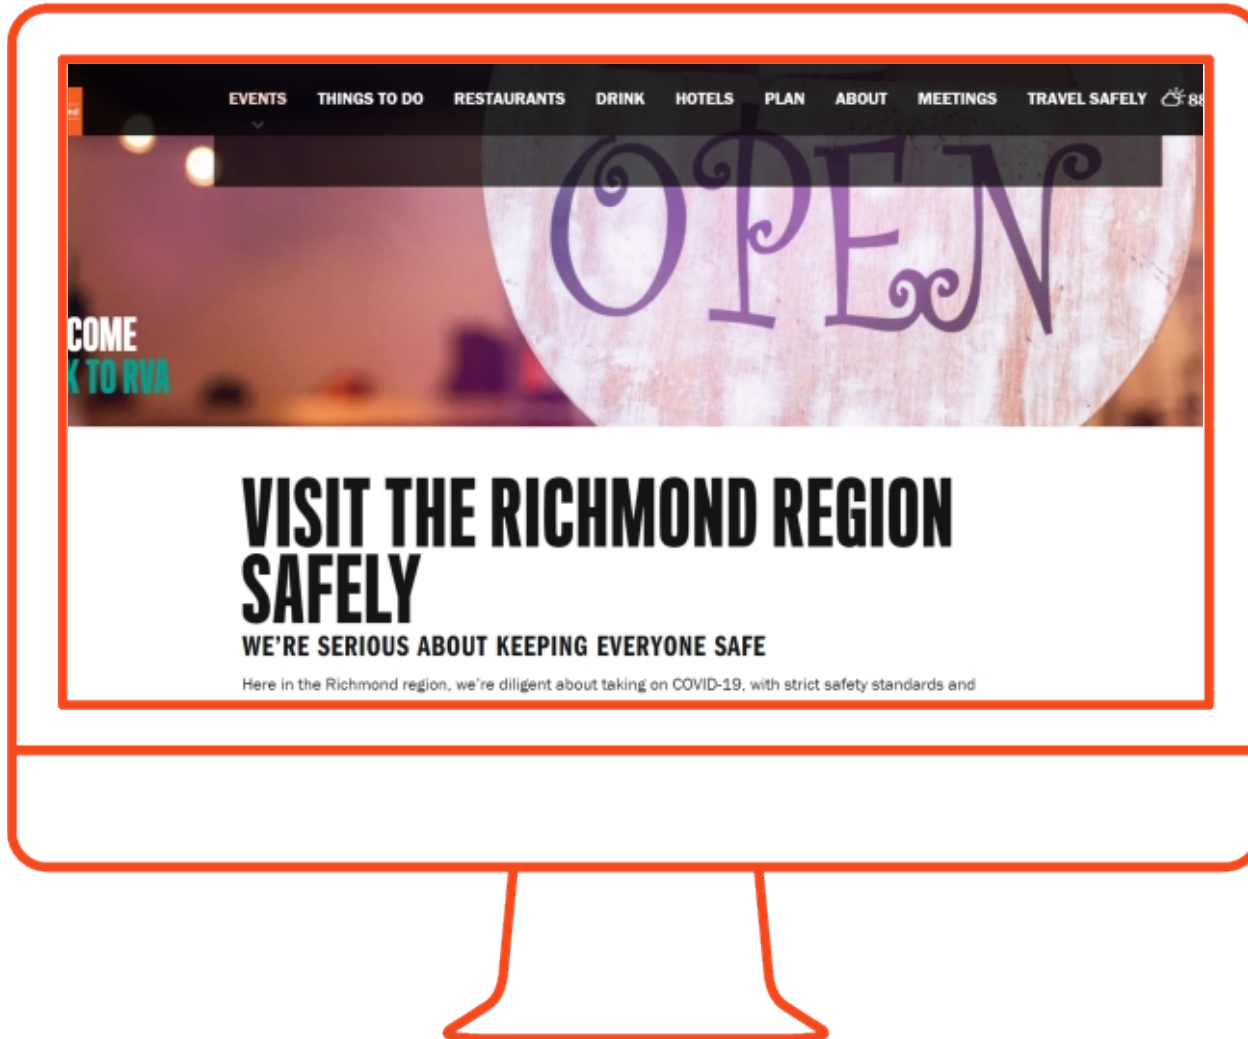 EVENTS THINGS TO DO RESTAURANTS DRINK HOTELS PLAN ABOUT MEETINGS TRAVEL SAFELY 88
OPEN
COME
K TO RVA
VISIT THE RICHMOND REGION
SAFELY
WE'RE SERIOUS ABOUT KEEPING EVERYONE SAFE
Here in the Richmond region, we're diligent about taking on COVID-19, with strict safety standards and